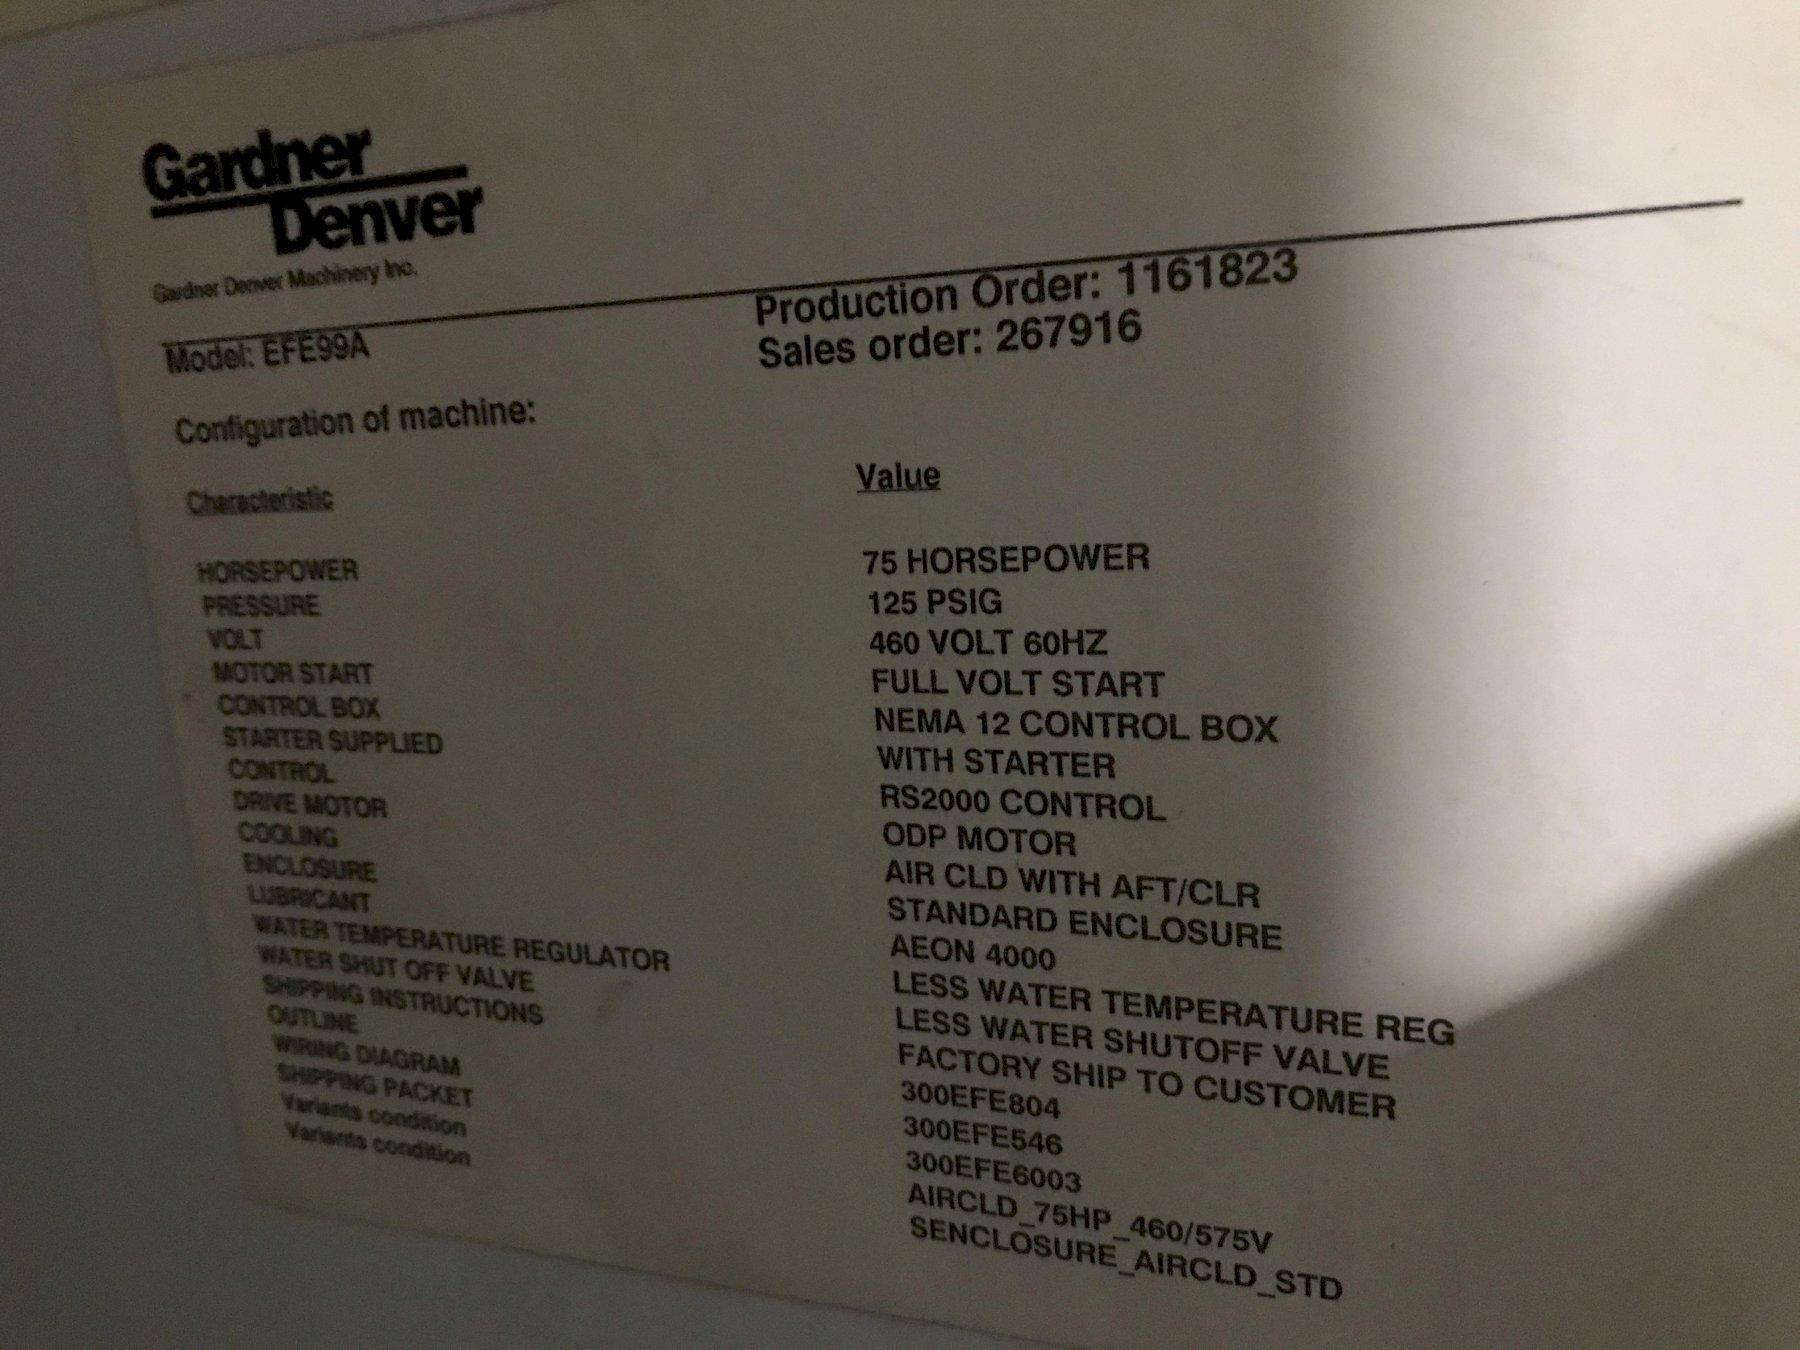 Gardner
Denver
Gardner Denver Machinery Inc.
Production Order: 1161823
Model: EFE99A
Sales order: 267916
Configuration of machine:
Characteristic Value
HORSEPOWER 75 HORSEPOWER
PRESSURE 125 PSIG
VOLT 460 VOLT 60HZ
MOTOR START FULL VOLT START
CONTROL BOX NEMA 12 CONTROL BOX
STARTER SUPPLIED WITH STARTER
CONTROL RS2000 CONTROL
DRIVE MOTOR ODP MOTOR
COOLING AIR CLD WITH AFT/CLR
ENCLOSURE STANDARD ENCLOSURE
LUBRICANT AEON 4000
WATER TEMPERATURE REGULATOR LESS WATER TEMPERATURE REG
WATER SHUT OFF VALVE LESS WATER SHUTOFF VALVE
SHIPPING INSTRUCTIONS FACTORY SHIP TO CUSTOMER
OUTLINE 300EFE804
WIRING DIAGRAM 300EFE546
SHIPPING PACKET 300EFE6003
Variants condition AIRCLD_75HP_460/575V
Variants condition SENCLOSURE_AIRCLD_STD